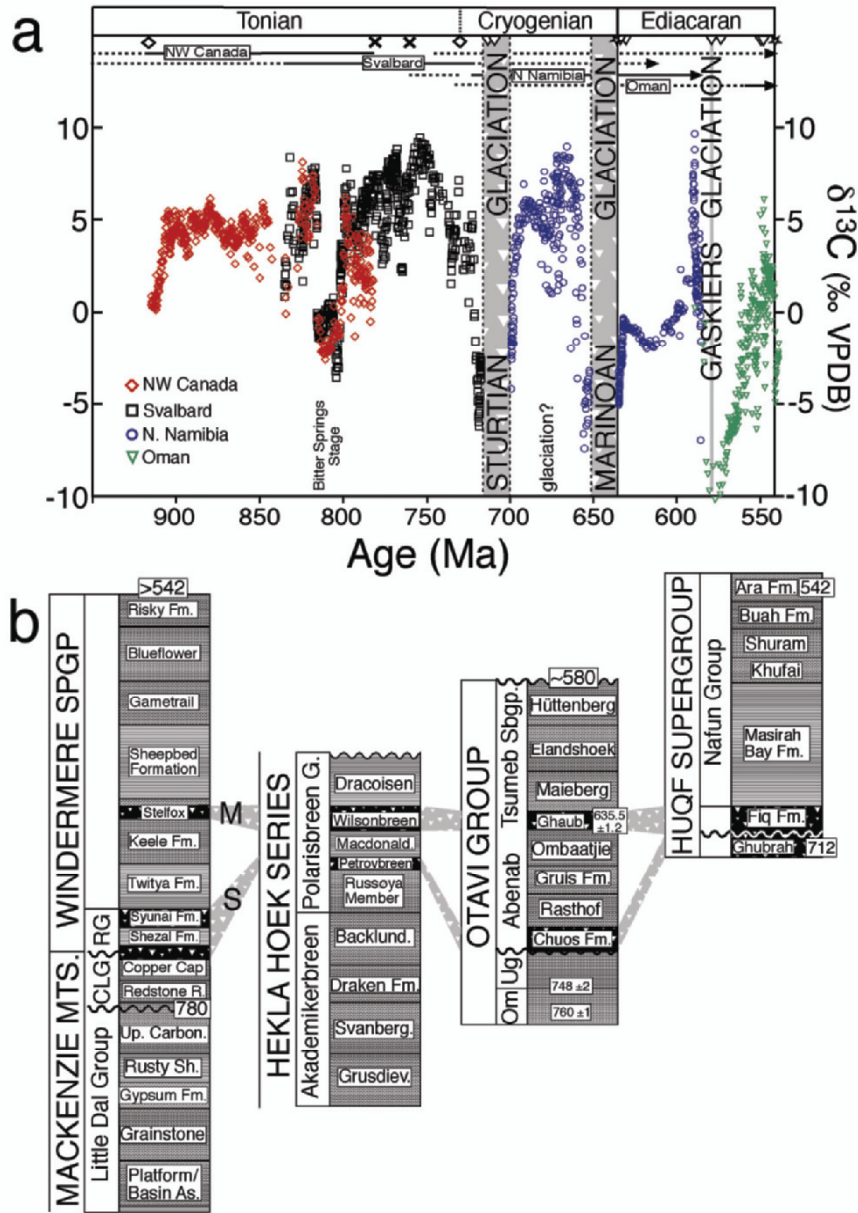 a
Tonian
Cryogenian
Ediacaran
NW Canada
Svalbard
N Namibia
Oman
10
5
0
-5
-10
10
5
0
-5
-10
δ13C (‰ VPDB)
STURTIAN GLACIATION
MARINOAN GLACIATION
GASKIERS GLACIATION
Bitter Springs
Stage
glaciation?
NW Canada
Svalbard
N. Namibia
Oman
900
850
800
750
700
650
600
550
Age (Ma)
b
WINDERMERE SPGP
RG
MACKENZIE MTS.
CLG
Little Dal Group
>542
Risky Fm.
Blueflower
Gametrail
Sheepbed
Formation
Stelfox
Keele Fm.
Twitya Fm.
Syunai Fm.
Shezal Fm.
Copper Cap
Redstone R.
780
Up. Carbon.
Rusty Sh.
Gypsum Fm.
Grainstone
Platform/
Basin As.
M
S
HEKLA HOEK SERIES
Polarisbreen G.
Akademikerbreen
Dracoisen
Wilsonbreen
Macdonald.
Petrovbreen
Russøya
Member
Backlund.
Draken Fm.
Svanberg.
Grusdiev.
OTAVI GROUP
Tsumeb Sbgp.
Abenab
Ug
Om
~580
Hüttenberg
Elandshoek
Maieberg
Ghaub
635.5
±1.2
Ombaatjie
Gruis Fm.
Rasthof
Chuos Fm.
748 ±2
760 ±1
HUQF SUPERGROUP
Nafun Group
Ara Fm.
542
Buah Fm.
Shuram
Khufai
Masirah
Bay Fm.
Fiq Fm.
Ghubrah
712